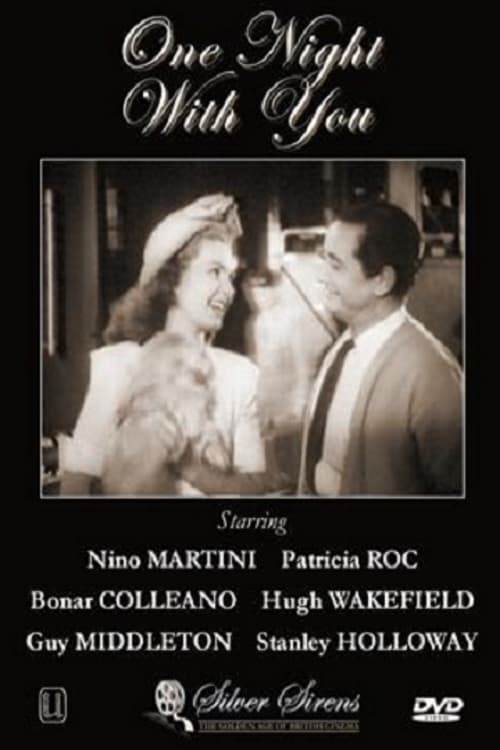 One Night
With You
Starring
Nino MARTINI Patricia ROC
Bonar COLLEANO Hugh WAKEFIELD
Guy MIDDLETON Stanley HOLLOWAY
U
Silver Sirens
THE GOLDEN AGE OF BRITISH CINEMA
DVD
VIDEO